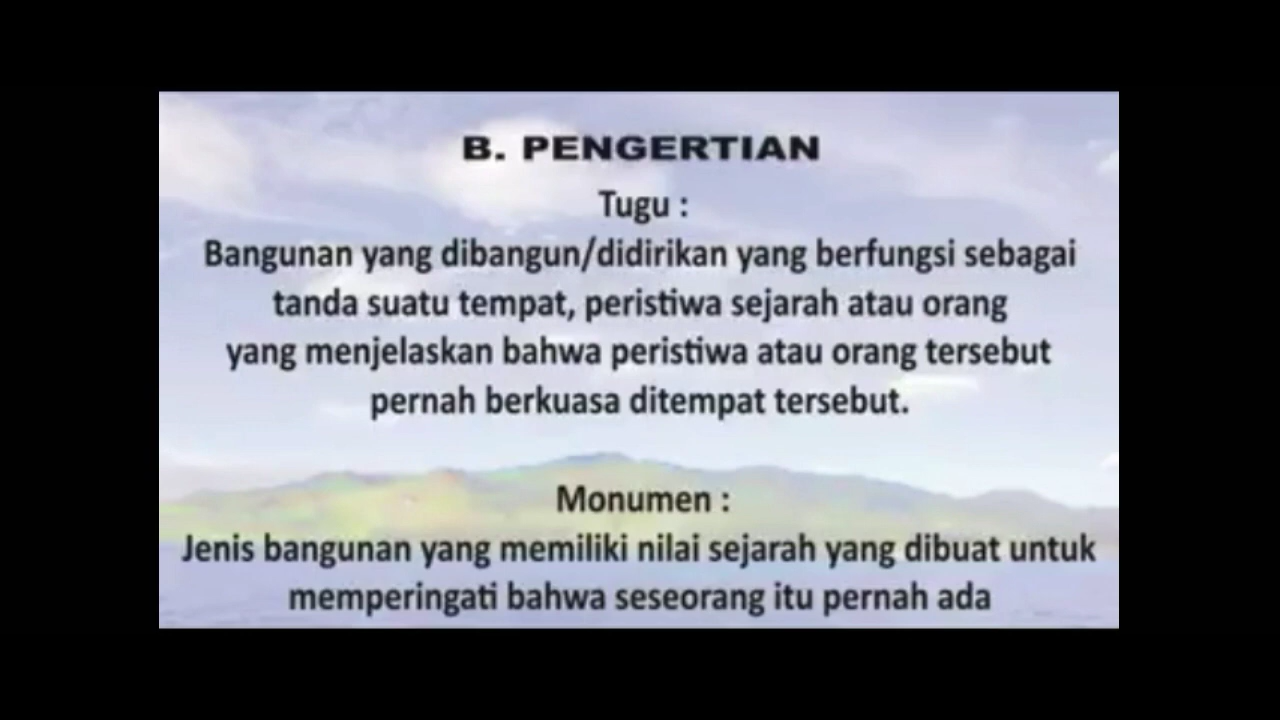 B. PENGERTIAN
Tugu :
Bangunan yang dibangun/didirikan yang berfungsi sebagai
tanda suatu tempat, peristiwa sejarah atau orang
yang menjelaskan bahwa peristiwa atau orang tersebut
pernah berkuasa ditempat tersebut.
Monumen :
Jenis bangunan yang memiliki nilai sejarah yang dibuat untuk
memperingati bahwa seseorang itu pernah ada